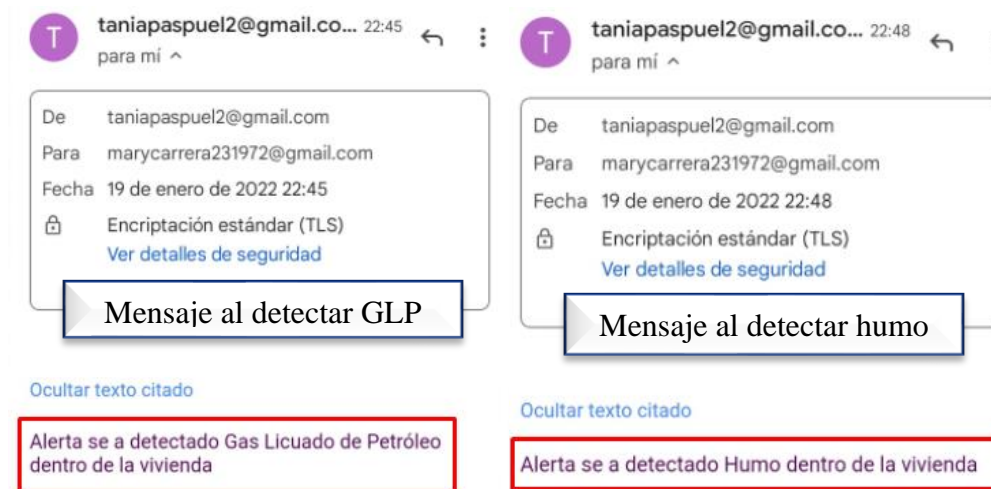 T
taniapaspuel2@gmail.co... 22:45
para mí
De taniapaspuel2@gmail.com
Para marycarrera231972@gmail.com
Fecha 19 de enero de 2022 22:45
Encriptación estándar (TLS)
Ver detalles de seguridad
Mensaje al detectar GLP
Ocultar texto citado
Alerta se a detectado Gas Licuado de Petróleo
dentro de la vivienda
T
taniapaspuel2@gmail.co... 22:48
para mí
De taniapaspuel2@gmail.com
Para marycarrera231972@gmail.com
Fecha 19 de enero de 2022 22:48
Encriptación estándar (TLS)
Ver detalles de seguridad
Mensaje al detectar humo
Ocultar texto citado
Alerta se a detectado Humo dentro de la vivienda